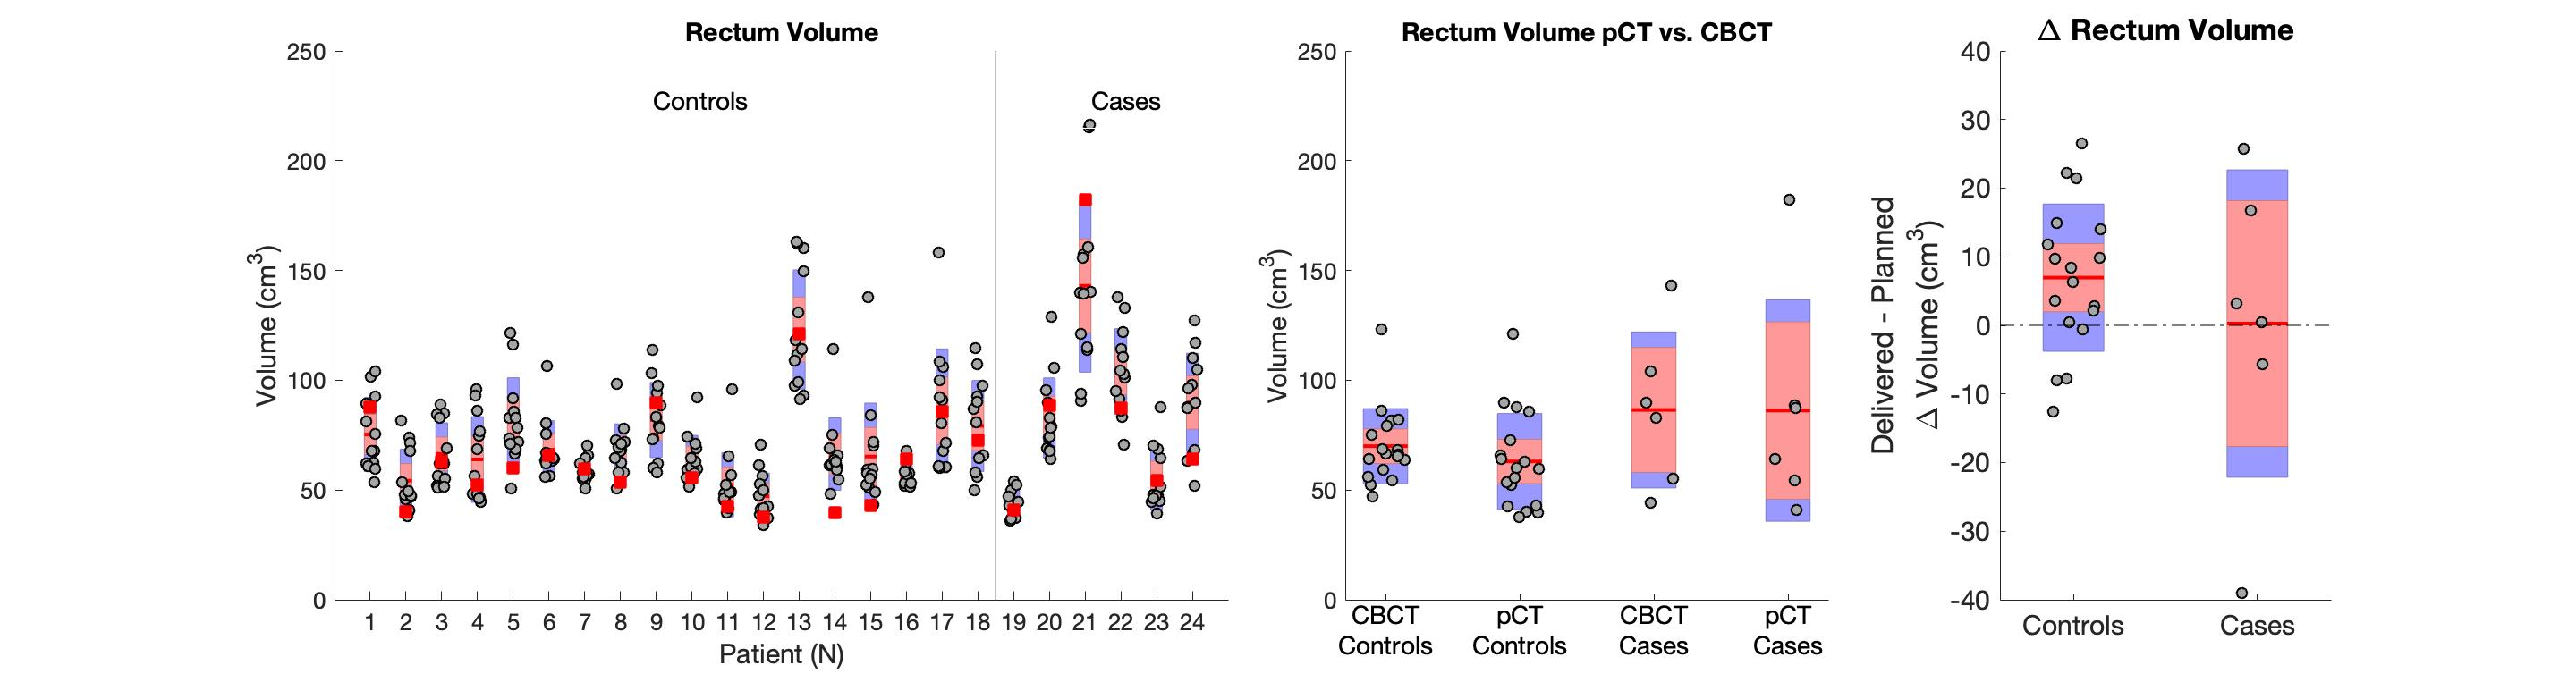 Rectum Volume
250
200
150
100
50
0
Volume (cm³)
Controls
Cases
1 2 3 4 5 6 7 8 9 10 11 12 13 14 15 16 17 18 19 20 21 22 23 24
Patient (N)
Rectum Volume pCT vs. CBCT
250
200
150
100
50
0
Volume (cm³)
CBCT Controls
pCT Controls
CBCT Cases
pCT Cases
Δ Rectum Volume
40
30
20
10
0
-10
-20
-30
-40
Delivered - Planned
Δ Volume (cm³)
Controls
Cases